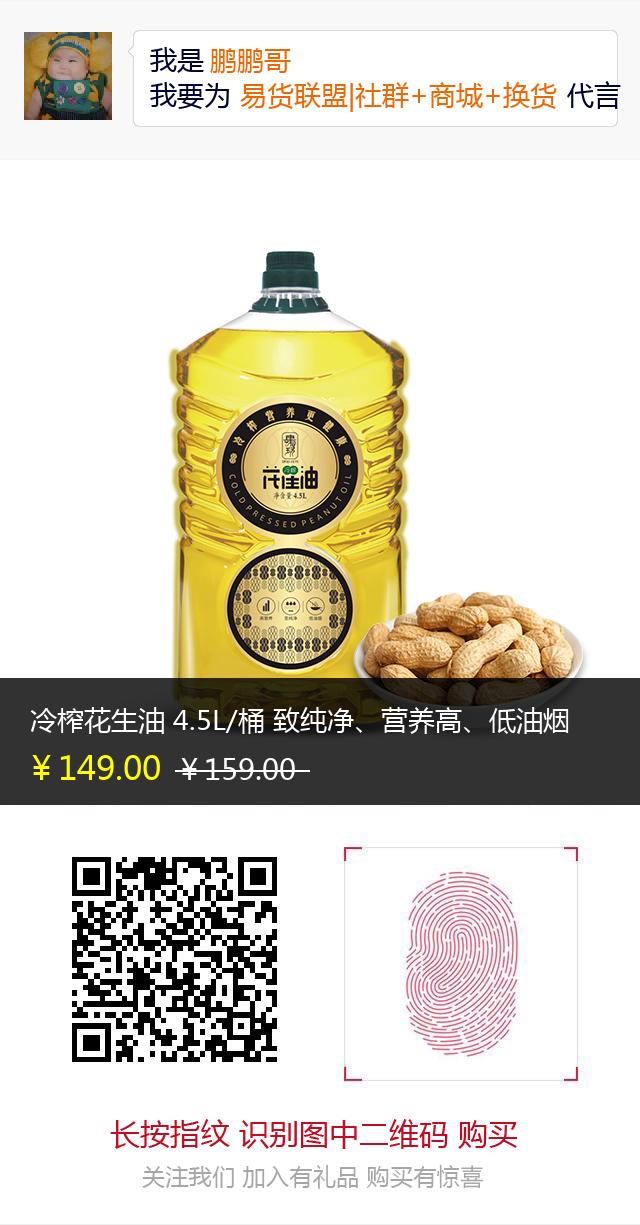 我是 鹏鹏哥
我要为 易货联盟|社群+商城+换货 代言
冷榨营养更健康
花生油
净含量4.5L
COLD PRESSED PEANUT OIL
冷榨花生油 4.5L/桶 致纯净、营养高、低油烟
￥149.00 ￥159.00
长按指纹 识别图中二维码 购买
关注我们 加入有礼品 购买有惊喜